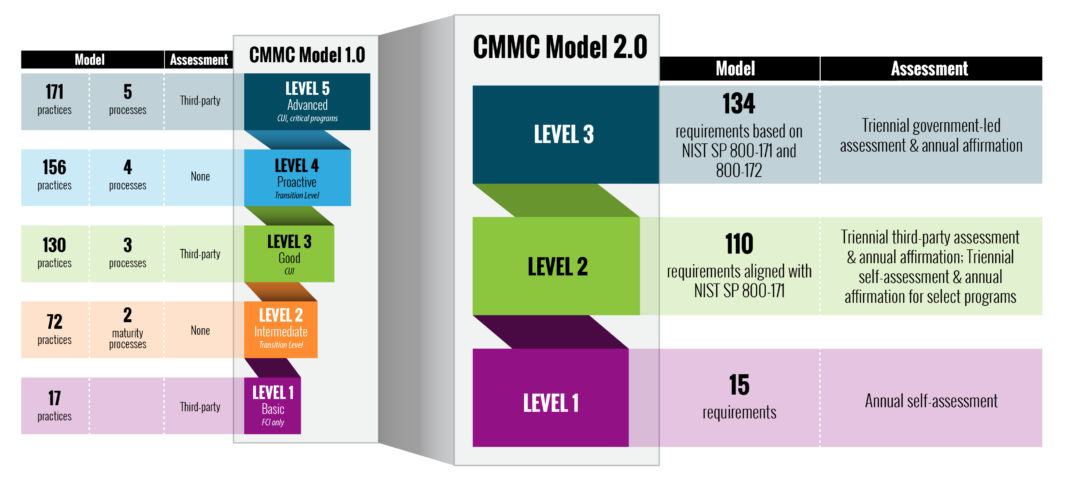 Model
Assessment
CMMC Model 1.0
171
practices
5
processes
Third-party
LEVEL 5
Advanced
CUI, critical programs
156
practices
4
processes
None
LEVEL 4
Proactive
Transition Level
130
practices
3
processes
Third-party
LEVEL 3
Good
CUI
72
practices
2
maturity
processes
None
LEVEL 2
Intermediate
Transition Level
17
practices
Third-party
LEVEL 1
Basic
FCI only
CMMC Model 2.0
Model
Assessment
LEVEL 3
134
requirements based on
NIST SP 800-171 and
800-172
Triennial government-led
assessment & annual affirmation
LEVEL 2
110
requirements aligned with
NIST SP 800-171
Triennial third-party assessment
& annual affirmation; Triennial
self-assessment & annual
affirmation for select programs
LEVEL 1
15
requirements
Annual self-assessment